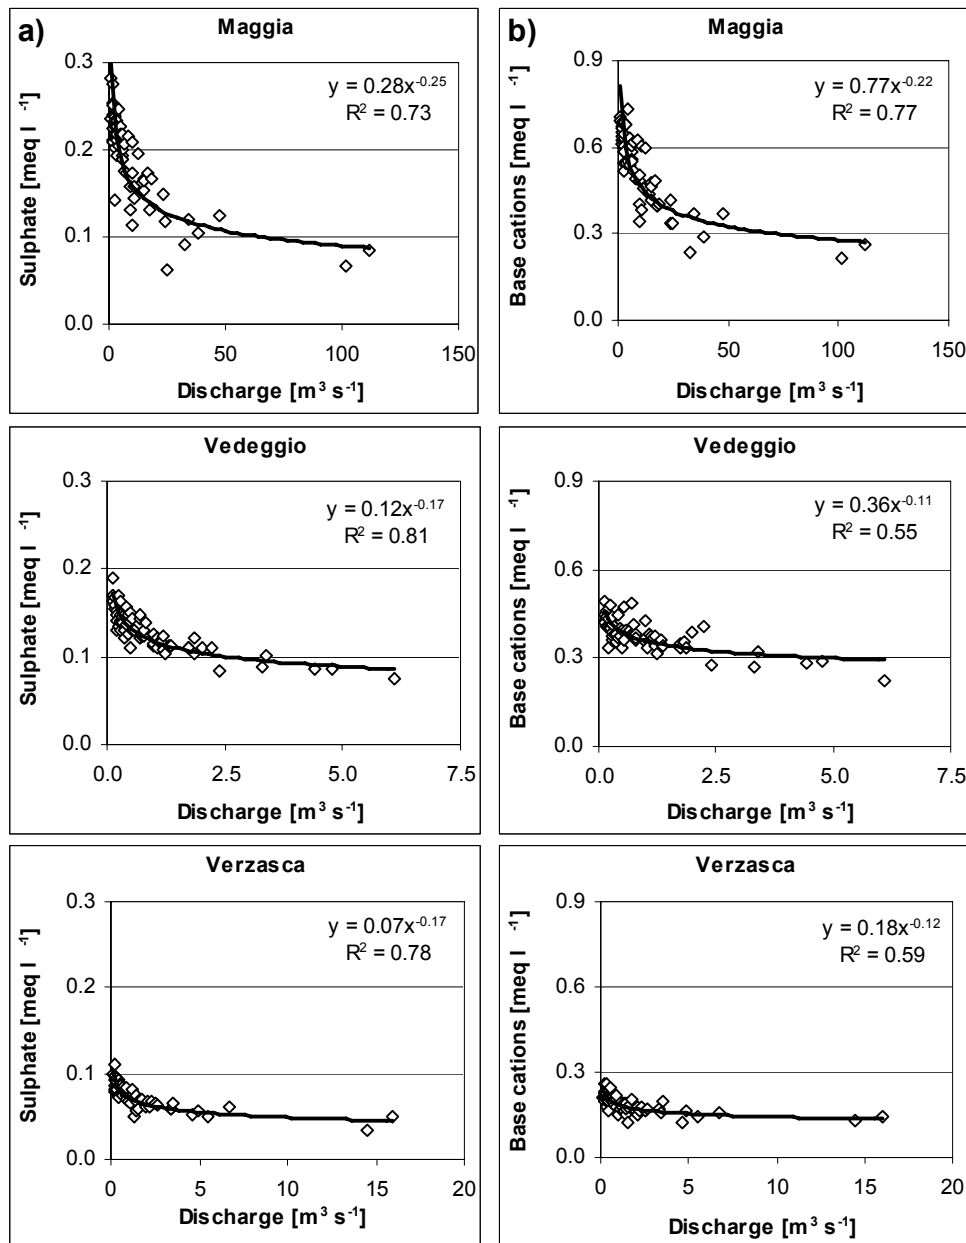 a)
Maggia
Sulphate [meq l ⁻¹]
0.3
0.2
0.1
0.0
y = 0.28x⁻⁰·²⁵
R² = 0.73
0 50 100 150
Discharge [m³ s⁻¹]
b)
Maggia
Base cations [meq l ⁻¹]
0.9
0.6
0.3
0.0
y = 0.77x⁻⁰·²²
R² = 0.77
0 50 100 150
Discharge [m³ s⁻¹]
Vedeggio
Sulphate [meq l ⁻¹]
0.3
0.2
0.1
0.0
y = 0.12x⁻⁰·¹⁷
R² = 0.81
0.0 2.5 5.0 7.5
Discharge [m³ s⁻¹]
Vedeggio
Base cations [meq l ⁻¹]
0.9
0.6
0.3
0.0
y = 0.36x⁻⁰·¹¹
R² = 0.55
0.0 2.5 5.0 7.5
Discharge [m³ s⁻¹]
Verzasca
Sulphate [meq l ⁻¹]
0.3
0.2
0.1
0.0
y = 0.07x⁻⁰·¹⁷
R² = 0.78
0 5 10 15 20
Discharge [m³ s⁻¹]
Verzasca
Base cations [meq l ⁻¹]
0.9
0.6
0.3
0.0
y = 0.18x⁻⁰·¹²
R² = 0.59
0 5 10 15 20
Discharge [m³ s⁻¹]